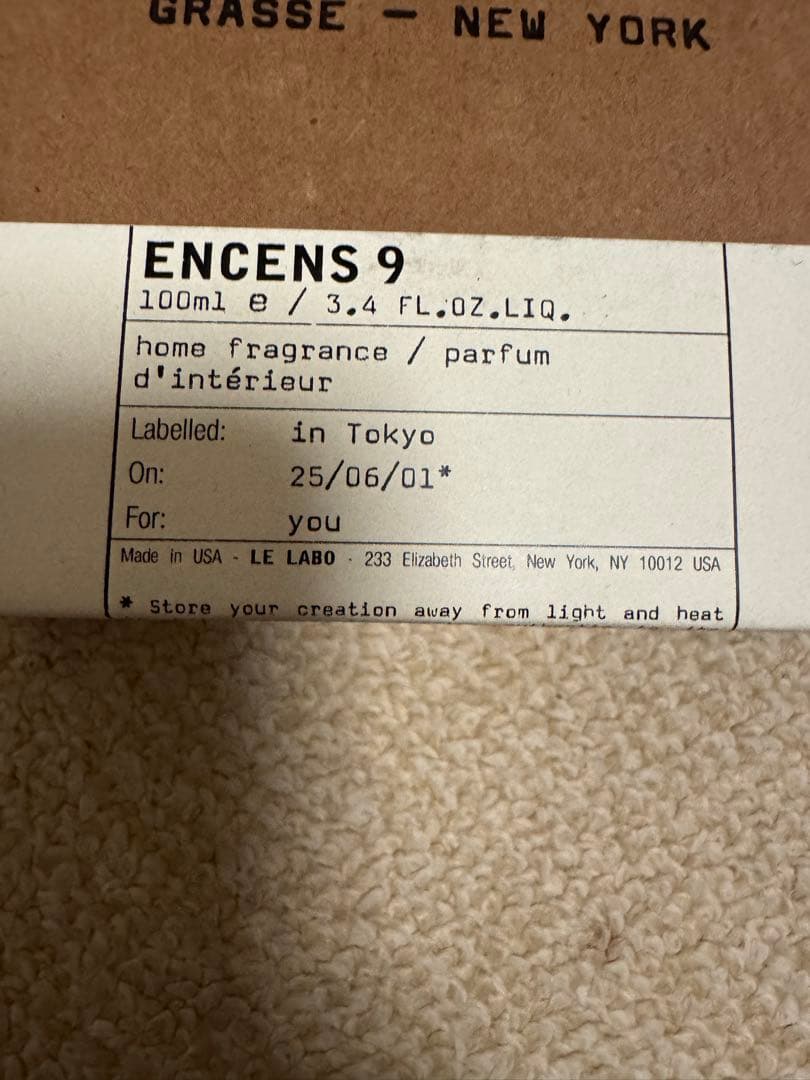 GRASSE — NEW YORK
ENCENS 9
100ml e / 3.4 FL.OZ.LIQ.
home fragrance / parfum
d'intérieur
Labelled: in Tokyo
On: 25/06/01*
For: you
Made in USA - LE LABO - 233 Elizabeth Street, New York, NY 10012 USA
* Store your creation away from light and heat